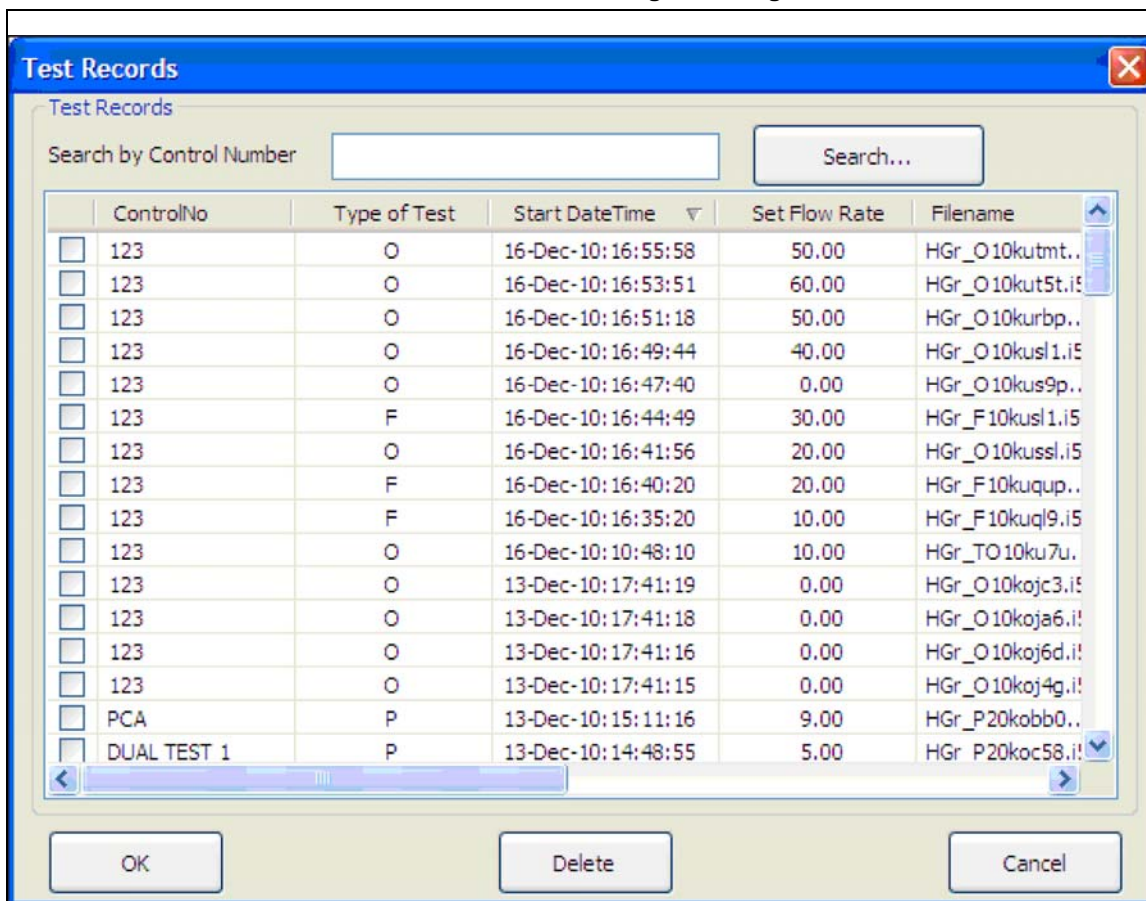 Test Records
Test Records
Search by Control Number Search...
ControlNo Type of Test Start DateTime Set Flow Rate Filename
123 O 16-Dec-10:16:55:58 50.00 HGr_O10kutmt..
123 O 16-Dec-10:16:53:51 60.00 HGr_O10kut5t.i5
123 O 16-Dec-10:16:51:18 50.00 HGr_O10kurbp..
123 O 16-Dec-10:16:49:44 40.00 HGr_O10kusl1.i5
123 O 16-Dec-10:16:47:40 0.00 HGr_O10kus9p..
123 F 16-Dec-10:16:44:49 30.00 HGr_F10kusl1.i5
123 O 16-Dec-10:16:41:56 20.00 HGr_O10kussl.i5
123 F 16-Dec-10:16:40:20 20.00 HGr_F10kuqup..
123 F 16-Dec-10:16:35:20 10.00 HGr_F10kuql9.i5
123 O 16-Dec-10:10:48:10 10.00 HGr_TO10ku7u.
123 O 13-Dec-10:17:41:19 0.00 HGr_O10kojc3.i5
123 O 13-Dec-10:17:41:18 0.00 HGr_O10koja6.i
123 O 13-Dec-10:17:41:16 0.00 HGr_O10koj6d.i
123 O 13-Dec-10:17:41:15 0.00 HGr_O10koj4g.i
PCA P 13-Dec-10:15:11:16 9.00 HGr_P20kobb0..
DUAL TEST 1 P 13-Dec-10:14:48:55 5.00 HGr_P20koc58.i
OK Delete Cancel